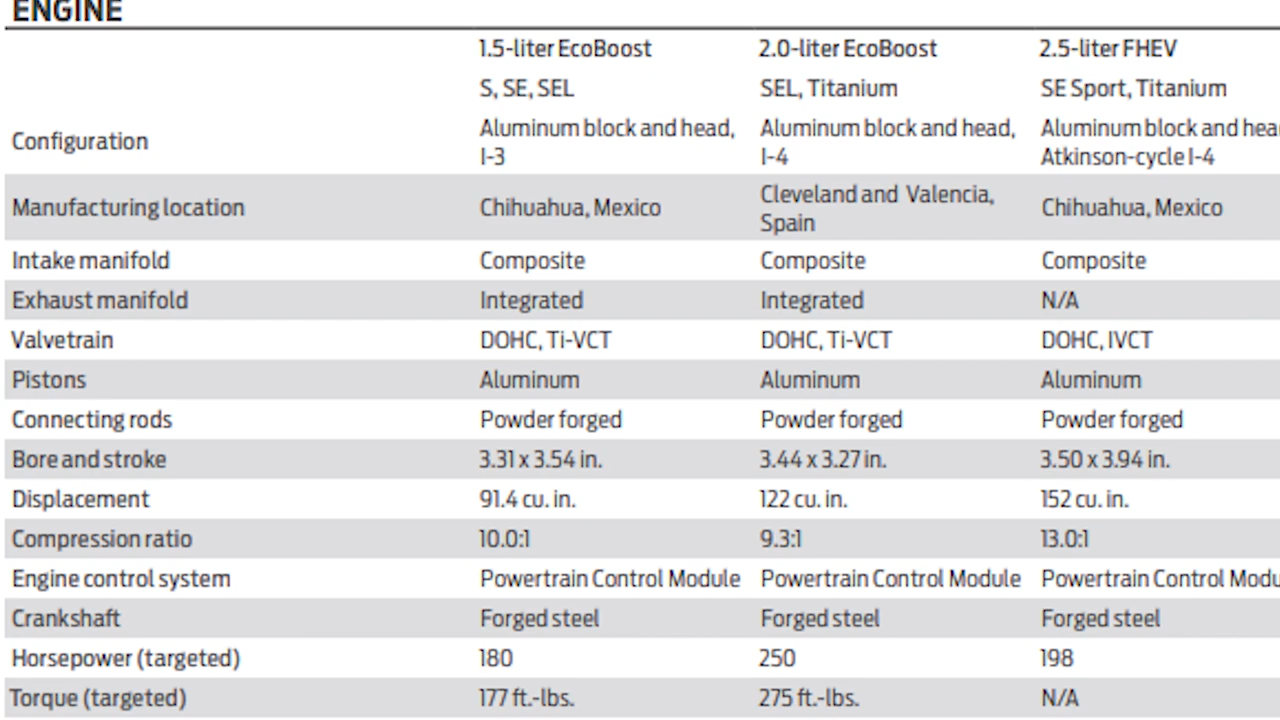 ENGINE
1.5-liter EcoBoost 2.0-liter EcoBoost 2.5-liter FHEV
S, SE, SEL SEL, Titanium SE Sport, Titanium
Configuration Aluminum block and head, I-3 Aluminum block and head, I-4 Aluminum block and Atkinson-cycle I-4
Manufacturing location Chihuahua, Mexico Cleveland and Valencia, Spain Chihuahua, Mexico
Intake manifold Composite Composite Composite
Exhaust manifold Integrated Integrated N/A
Valvetrain DOHC, Ti-VCT DOHC, Ti-VCT DOHC, IVCT
Pistons Aluminum Aluminum Aluminum
Connecting rods Powder forged Powder forged Powder forged
Bore and stroke 3.31 x 3.54 in. 3.44 x 3.27 in. 3.50 x 3.94 in.
Displacement 91.4 cu. in. 122 cu. in. 152 cu. in.
Compression ratio 10.0:1 9.3:1 13.0:1
Engine control system Powertrain Control Module Powertrain Control Module Powertrain Control
Crankshaft Forged steel Forged steel Forged steel
Horsepower (targeted) 180 250 198
Torque (targeted) 177 ft.-lbs. 275 ft.-lbs. N/A